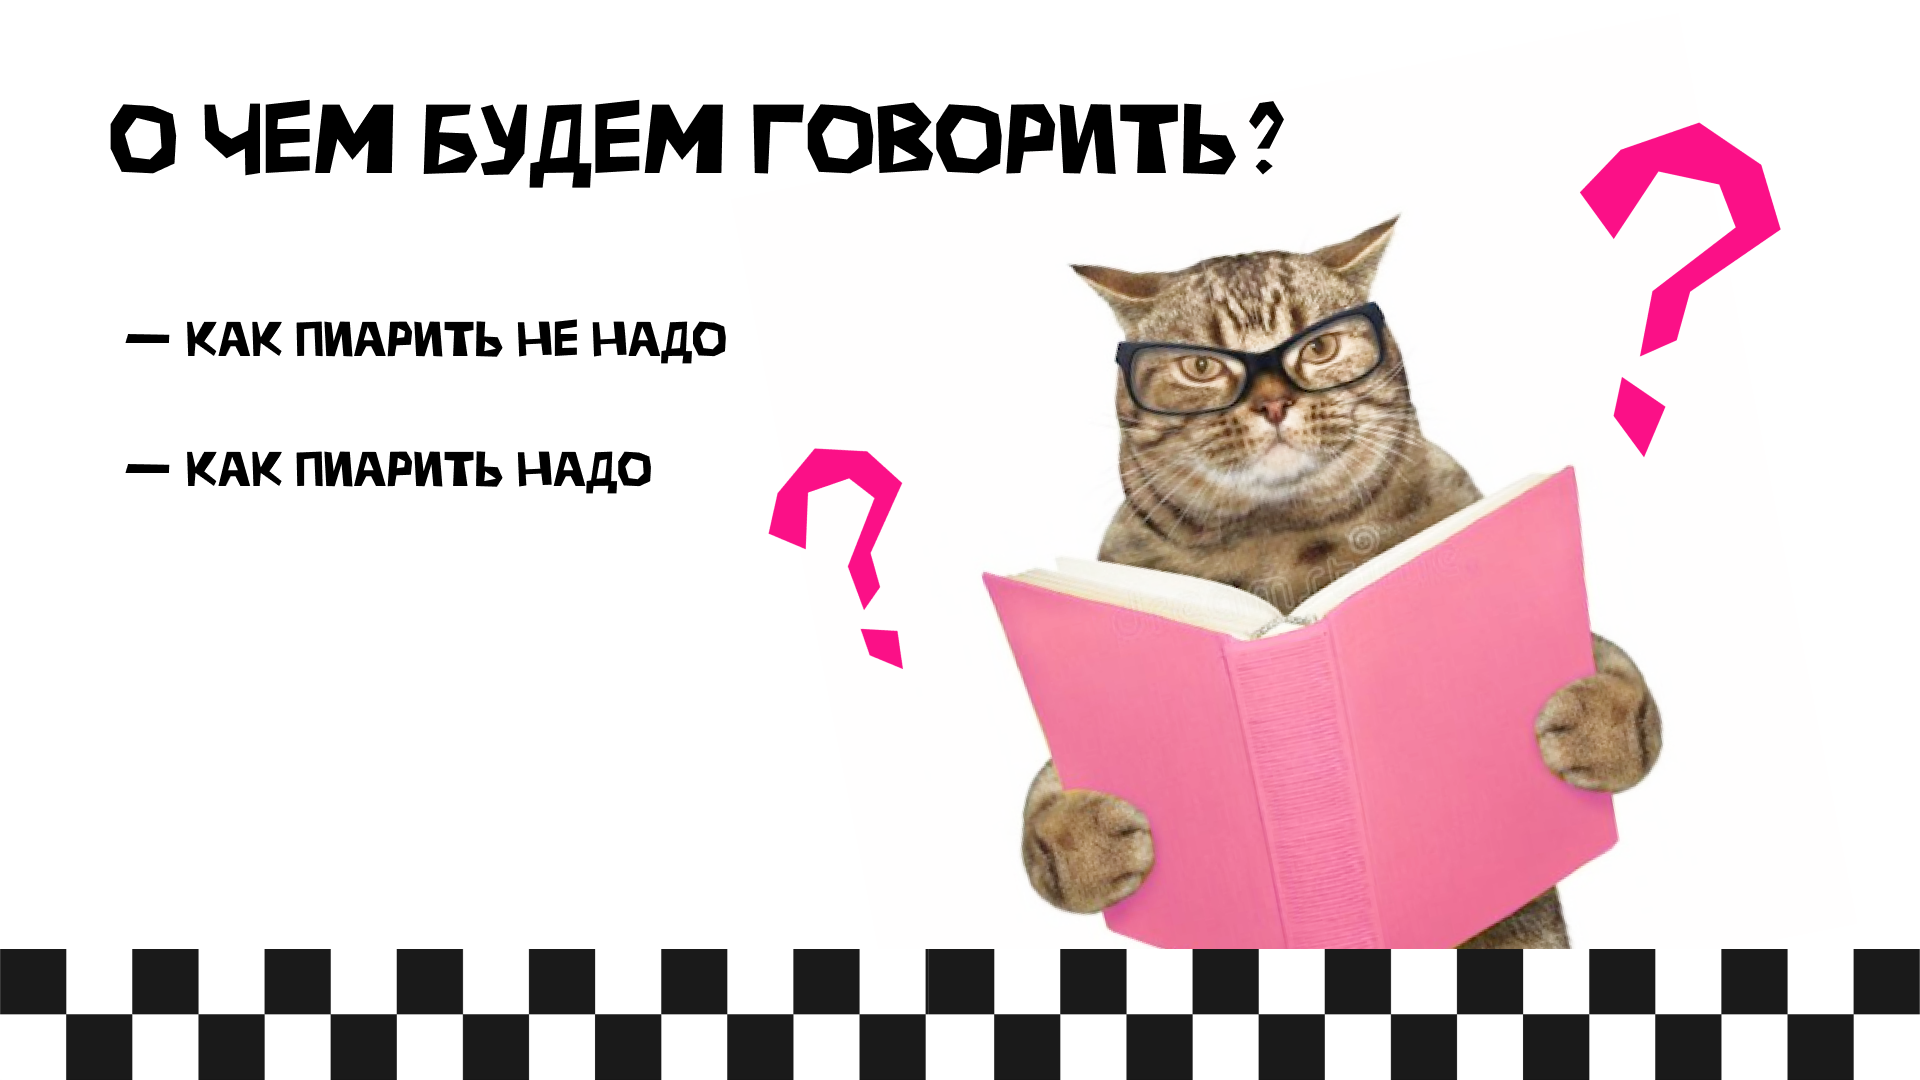 О ЧЕМ БУДЕМ ГОВОРИТЬ?
— КАК ПИАРИТЬ НЕ НАДО
— КАК ПИАРИТЬ НАДО